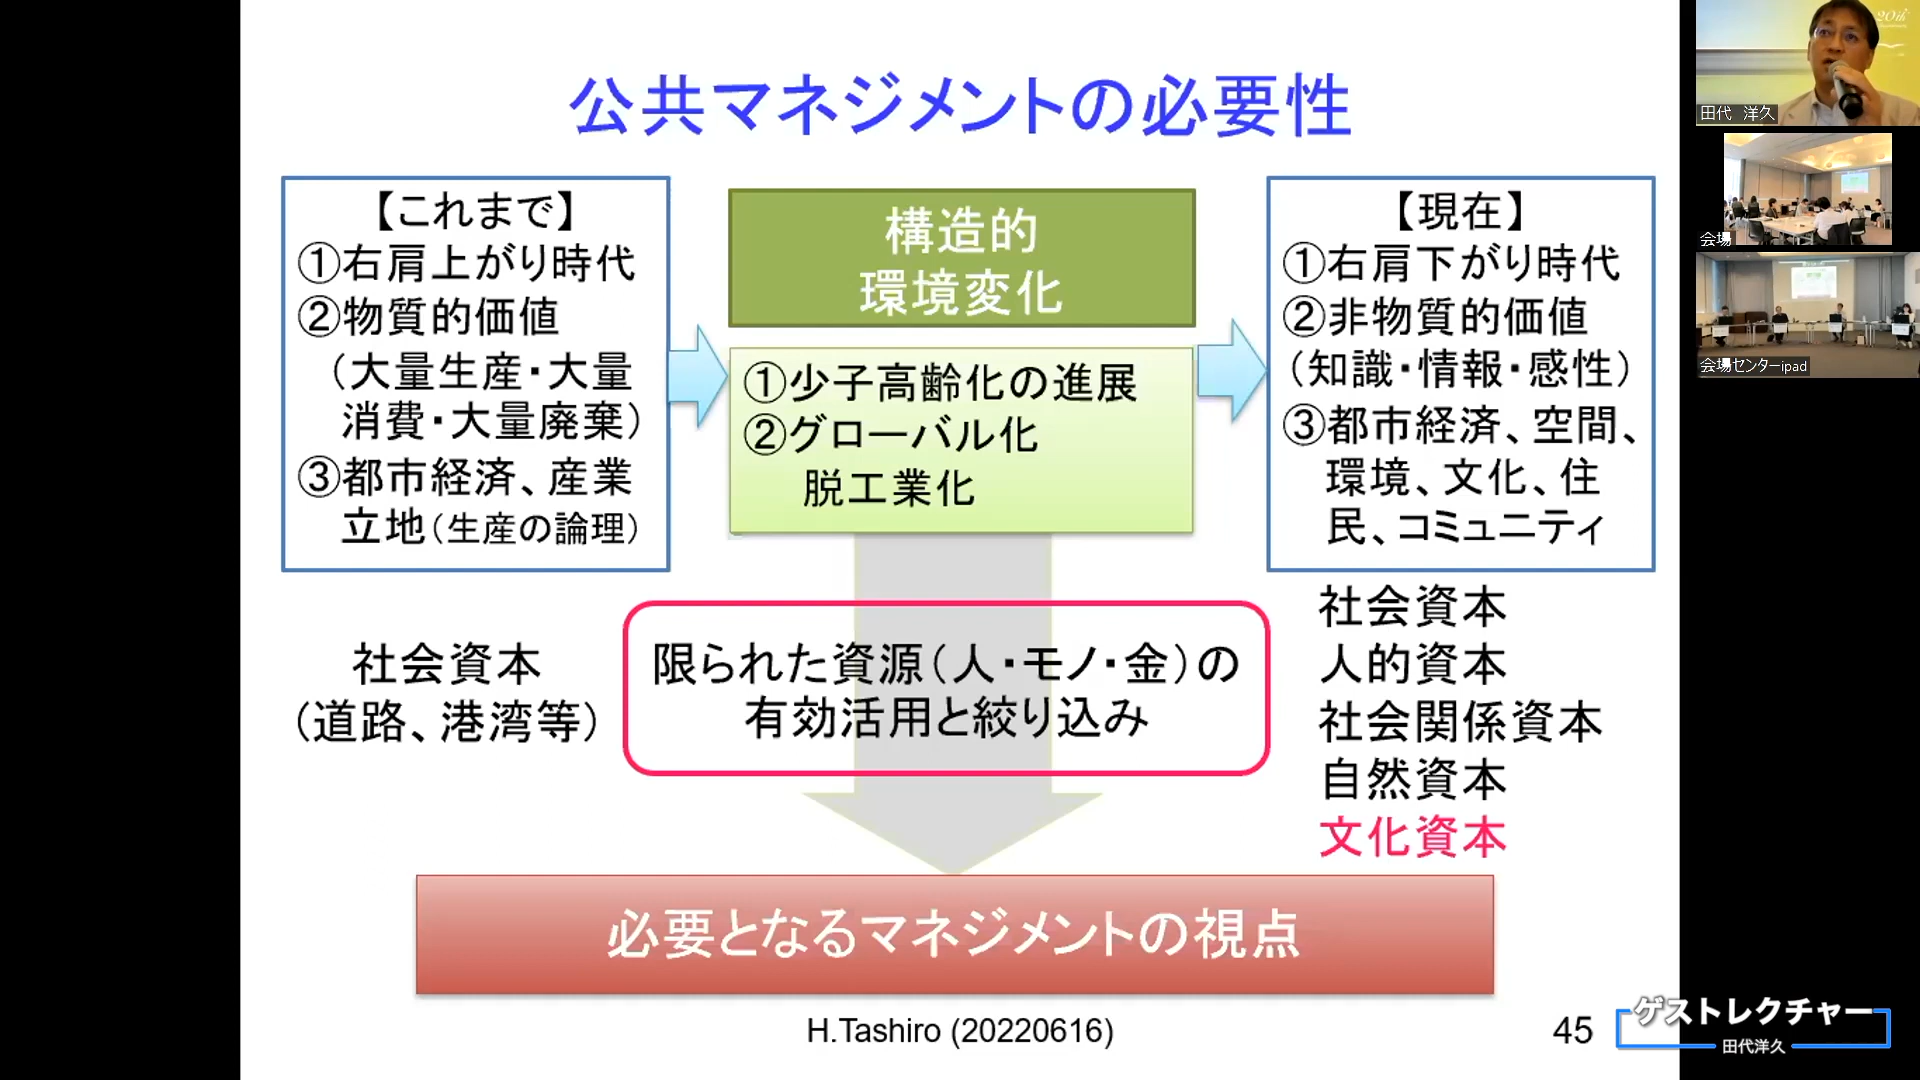 公共マネジメントの必要性
【これまで】
①右肩上がり時代
②物質的価値
（大量生産・大量
消費・大量廃棄）
③都市経済、産業
立地（生産の論理）
構造的
環境変化
①少子高齢化の進展
②グローバル化
脱工業化
【現在】
①右肩下がり時代
②非物質的価値
（知識・情報・感性）
③都市経済、空間、
環境、文化、住
民、コミュニティ
社会資本
（道路、港湾等）
限られた資源（人・モノ・金）の
有効活用と絞り込み
社会資本
人的資本
社会関係資本
自然資本
文化資本
必要となるマネジメントの視点
H.Tashiro (20220616)
45
20th
田代　洋久
会場
会場センターipad
ゲストレクチャー
田代洋久